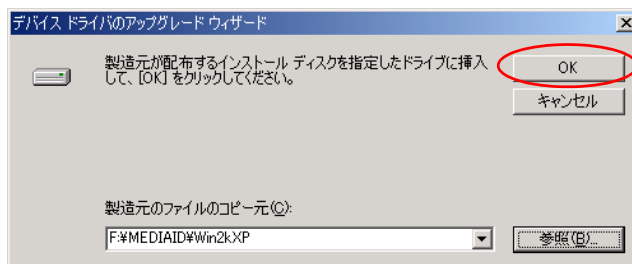 デバイス ドライバのアップグレード ウィザード
製造元が配布するインストール ディスクを指定したドライブに挿入
して、[OK] をクリックしてください。
OK
キャンセル
製造元のファイルのコピー元(C):
F:¥MEDIAID¥Win2kXP
参照(B)...